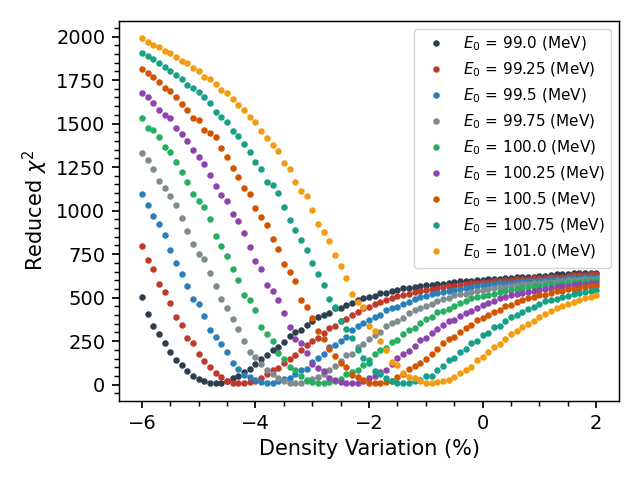 2000
1750
1500
1250
1000
750
500
250
0
Reduced χ²
−6
−4
−2
0
2
Density Variation (%)
E₀ = 99.0 (MeV)
E₀ = 99.25 (MeV)
E₀ = 99.5 (MeV)
E₀ = 99.75 (MeV)
E₀ = 100.0 (MeV)
E₀ = 100.25 (MeV)
E₀ = 100.5 (MeV)
E₀ = 100.75 (MeV)
E₀ = 101.0 (MeV)